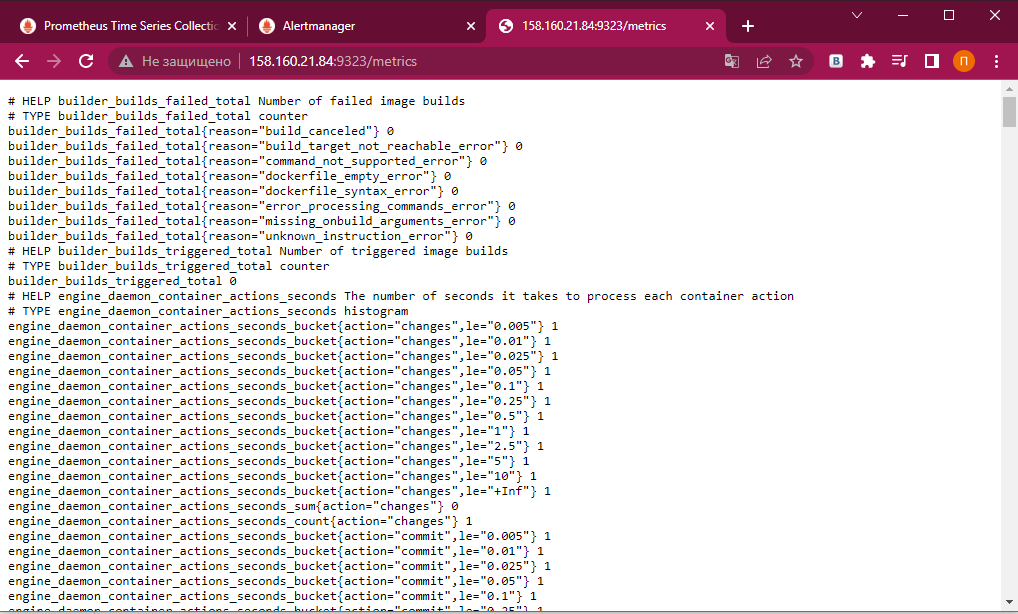 Prometheus Time Series Collectio
Alertmanager
158.160.21.84:9323/metrics
Не защищено
158.160.21.84:9323/metrics
B
П
# HELP builder_builds_failed_total Number of failed image builds
# TYPE builder_builds_failed_total counter
builder_builds_failed_total{reason="build_canceled"} 0
builder_builds_failed_total{reason="build_target_not_reachable_error"} 0
builder_builds_failed_total{reason="command_not_supported_error"} 0
builder_builds_failed_total{reason="dockerfile_empty_error"} 0
builder_builds_failed_total{reason="dockerfile_syntax_error"} 0
builder_builds_failed_total{reason="error_processing_commands_error"} 0
builder_builds_failed_total{reason="missing_onbuild_arguments_error"} 0
builder_builds_failed_total{reason="unknown_instruction_error"} 0
# HELP builder_builds_triggered_total Number of triggered image builds
# TYPE builder_builds_triggered_total counter
builder_builds_triggered_total 0
# HELP engine_daemon_container_actions_seconds The number of seconds it takes to process each container action
# TYPE engine_daemon_container_actions_seconds histogram
engine_daemon_container_actions_seconds_bucket{action="changes",le="0.005"} 1
engine_daemon_container_actions_seconds_bucket{action="changes",le="0.01"} 1
engine_daemon_container_actions_seconds_bucket{action="changes",le="0.025"} 1
engine_daemon_container_actions_seconds_bucket{action="changes",le="0.05"} 1
engine_daemon_container_actions_seconds_bucket{action="changes",le="0.1"} 1
engine_daemon_container_actions_seconds_bucket{action="changes",le="0.25"} 1
engine_daemon_container_actions_seconds_bucket{action="changes",le="0.5"} 1
engine_daemon_container_actions_seconds_bucket{action="changes",le="1"} 1
engine_daemon_container_actions_seconds_bucket{action="changes",le="2.5"} 1
engine_daemon_container_actions_seconds_bucket{action="changes",le="5"} 1
engine_daemon_container_actions_seconds_bucket{action="changes",le="10"} 1
engine_daemon_container_actions_seconds_bucket{action="changes",le="+Inf"} 1
engine_daemon_container_actions_seconds_sum{action="changes"} 0
engine_daemon_container_actions_seconds_count{action="changes"} 1
engine_daemon_container_actions_seconds_bucket{action="commit",le="0.005"} 1
engine_daemon_container_actions_seconds_bucket{action="commit",le="0.01"} 1
engine_daemon_container_actions_seconds_bucket{action="commit",le="0.025"} 1
engine_daemon_container_actions_seconds_bucket{action="commit",le="0.05"} 1
engine_daemon_container_actions_seconds_bucket{action="commit",le="0.1"} 1
engine_daemon_container_actions_seconds_bucket{action="commit",le="0.25"} 1